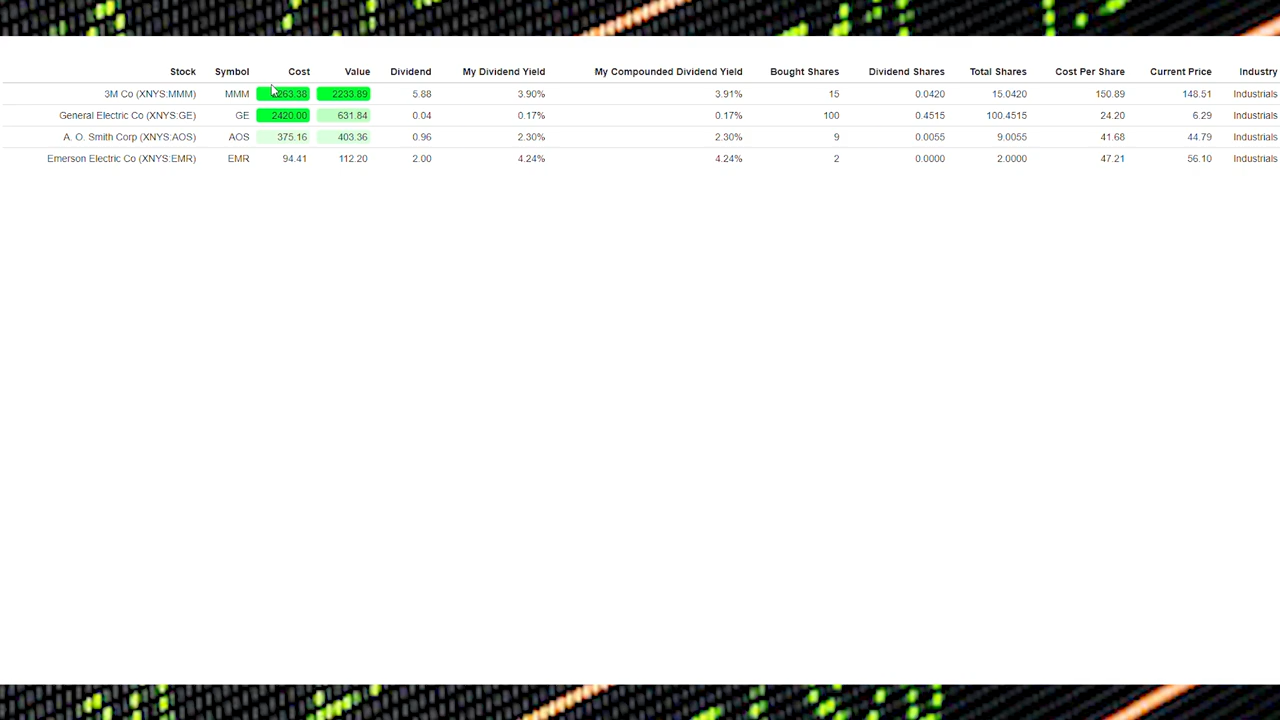 Stock Symbol Cost Value Dividend My Dividend Yield My Compounded Dividend Yield Bought Shares Dividend Shares Total Shares Cost Per Share Current Price Industry
3M Co (XNYS:MMM) MMM 2263.38 2233.89 5.88 3.90% 3.91% 15 0.0420 15.0420 150.89 148.51 Industrials
General Electric Co (XNYS:GE) GE 2420.00 631.84 0.04 0.17% 0.17% 100 0.4515 100.4515 24.20 6.29 Industrials
A. O. Smith Corp (XNYS:AOS) AOS 375.16 403.36 0.96 2.30% 2.30% 9 0.0055 9.0055 41.68 44.79 Industrials
Emerson Electric Co (XNYS:EMR) EMR 94.41 112.20 2.00 4.24% 4.24% 2 0.0000 2.0000 47.21 56.10 Industrials